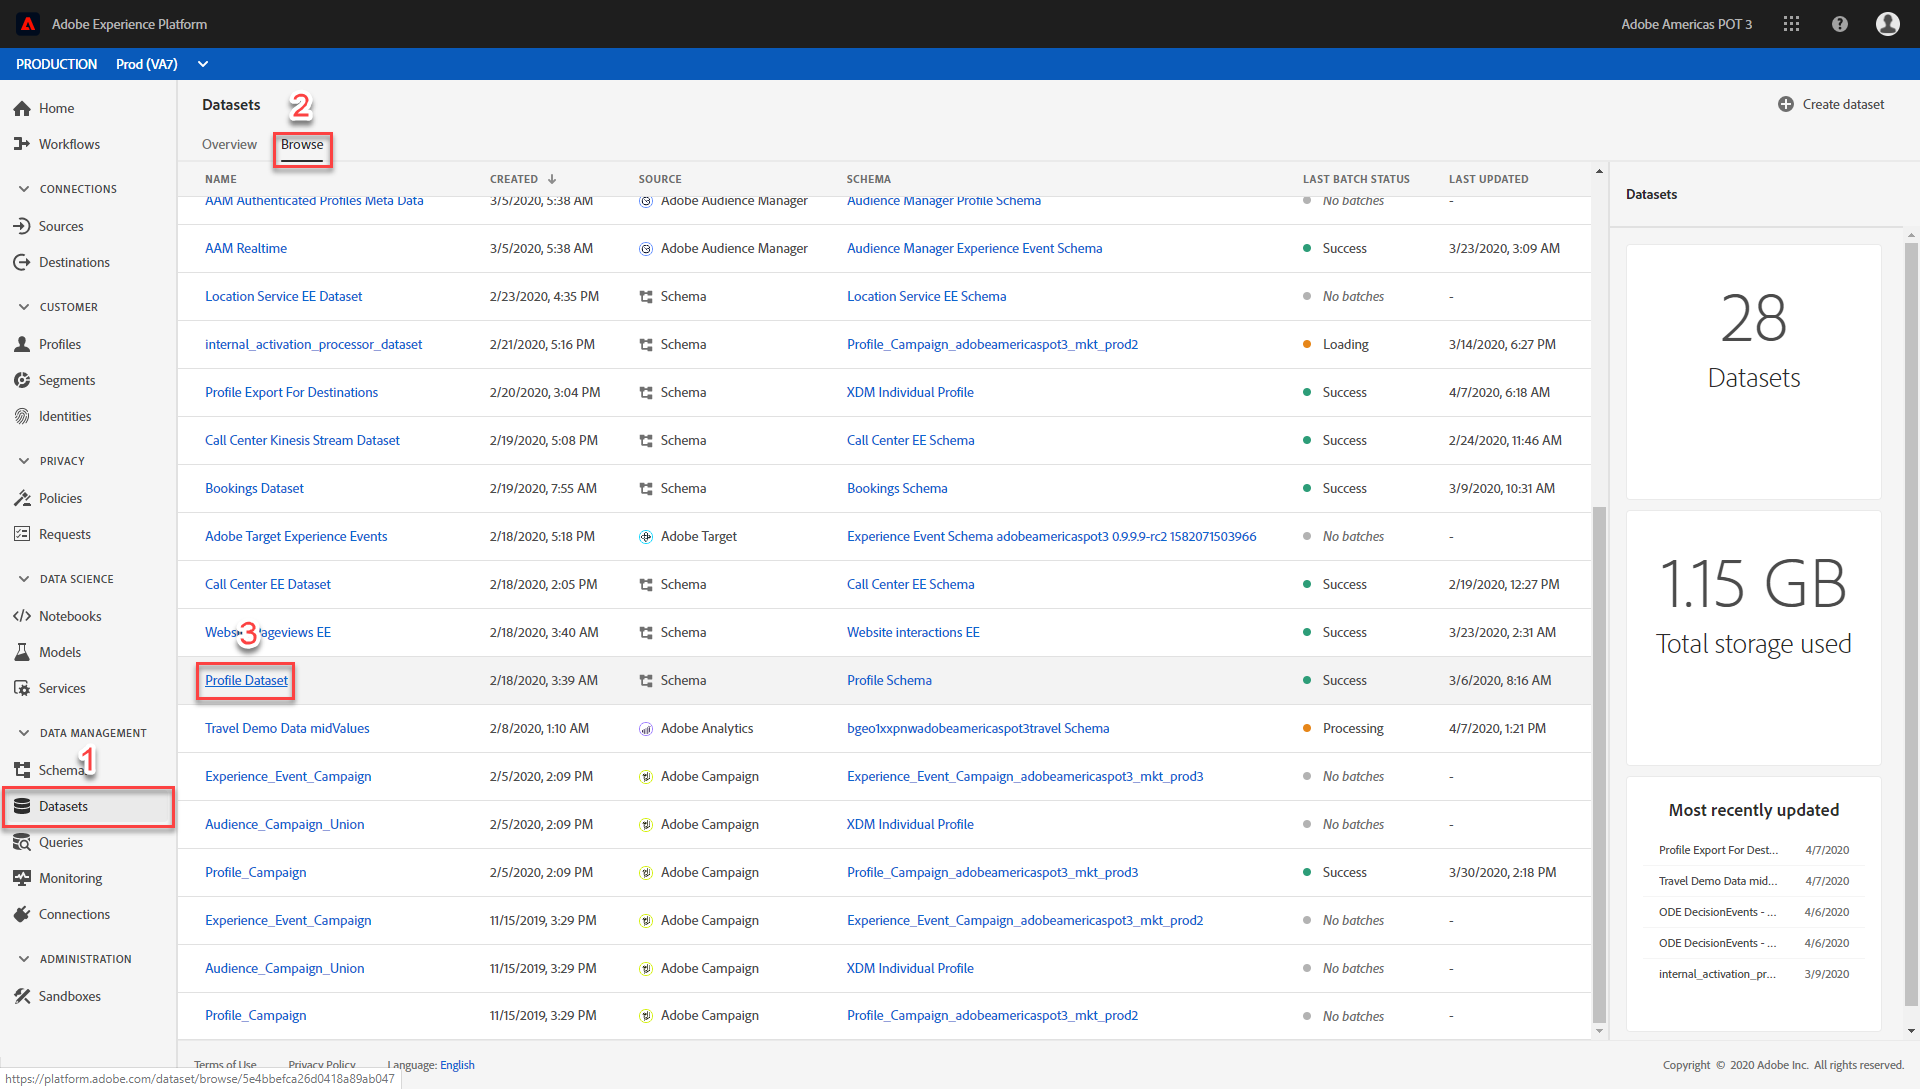 Adobe Experience Platform
Adobe Americas POT 3
PRODUCTION Prod (VA7)
Home
Workflows
CONNECTIONS
Sources
Destinations
CUSTOMER
Profiles
Segments
Identities
PRIVACY
Policies
Requests
DATA SCIENCE
Notebooks
Models
Services
DATA MANAGEMENT
Schema
1
Datasets
Queries
Monitoring
Connections
ADMINISTRATION
Sandboxes
Datasets
2
Create dataset
Overview Browse
NAME CREATED SOURCE SCHEMA LAST BATCH STATUS LAST UPDATED
AAM Authenticated Profiles Meta Data 3/5/2020, 5:38 AM Adobe Audience Manager Audience Manager Profile Schema No batches -
AAM Realtime 3/5/2020, 5:38 AM Adobe Audience Manager Audience Manager Experience Event Schema Success 3/23/2020, 3:09 AM
Location Service EE Dataset 2/23/2020, 4:35 PM Schema Location Service EE Schema No batches -
internal_activation_processor_dataset 2/21/2020, 5:16 PM Schema Profile_Campaign_adobeamericaspot3_mkt_prod2 Loading 3/14/2020, 6:27 PM
Profile Export For Destinations 2/20/2020, 3:04 PM Schema XDM Individual Profile Success 4/7/2020, 6:18 AM
Call Center Kinesis Stream Dataset 2/19/2020, 5:08 PM Schema Call Center EE Schema Success 2/24/2020, 11:46 AM
Bookings Dataset 2/19/2020, 7:55 AM Schema Bookings Schema Success 3/9/2020, 10:31 AM
Adobe Target Experience Events 2/18/2020, 5:18 PM Adobe Target Experience Event Schema adobeamericaspot3 0.9.9.9-rc2 1582071503966 No batches -
Call Center EE Dataset 2/18/2020, 2:05 PM Schema Call Center EE Schema Success 2/19/2020, 12:27 PM
EE 2/18/2020, 3:40 AM Schema Website interactions EE Success 3/23/2020, 2:31 AM
3
Profile Dataset 2/18/2020, 3:39 AM Schema Profile Schema Success 3/6/2020, 8:16 AM
Travel Demo Data midValues 2/8/2020, 1:10 AM Adobe Analytics bgeo1xxpnwadobeamericaspot3travel Schema Processing 4/7/2020, 1:21 PM
Experience_Event_Campaign 2/5/2020, 2:09 PM Adobe Campaign Experience_Event_Campaign_adobeamericaspot3_mkt_prod3 No batches -
Audience_Campaign_Union 2/5/2020, 2:09 PM Adobe Campaign XDM Individual Profile No batches -
Profile_Campaign 2/5/2020, 2:09 PM Adobe Campaign Profile_Campaign_adobeamericaspot3_mkt_prod3 Success 3/30/2020, 2:18 PM
Experience_Event_Campaign 11/15/2019, 3:29 PM Adobe Campaign Experience_Event_Campaign_adobeamericaspot3_mkt_prod2 No batches -
Audience_Campaign_Union 11/15/2019, 3:29 PM Adobe Campaign XDM Individual Profile No batches -
Profile_Campaign 11/15/2019, 3:29 PM Adobe Campaign Profile_Campaign_adobeamericaspot3_mkt_prod2 No batches -
Datasets
28
Datasets
1.15 GB
Total storage used
Most recently updated
Profile Export For Dest... 4/7/2020
Travel Demo Data mid... 4/7/2020
ODE DecisionEvents - ... 4/6/2020
ODE DecisionEvents - ... 4/6/2020
internal_activation_pr... 3/9/2020
Terms of Use Privacy Policy Language: English
Copyright © 2020 Adobe Inc. All rights reserved.
https://platform.adobe.com/dataset/browse/5e4bbefca26d0418a89ab047